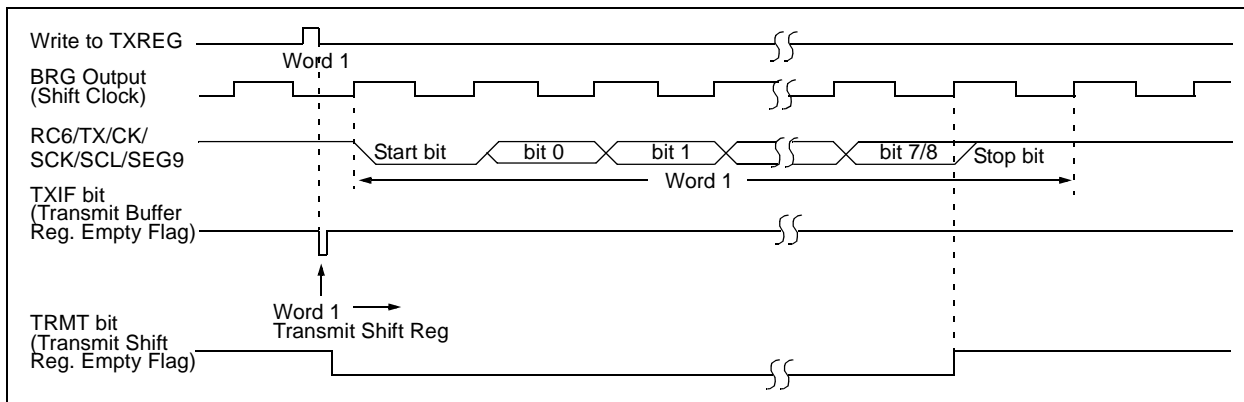 Write to TXREG
Word 1
BRG Output
(Shift Clock)
RC6/TX/CK/
SCK/SCL/SEG9
Start bit
bit 0
bit 1
bit 7/8
Stop bit
Word 1
TXIF bit
(Transmit Buffer
Reg. Empty Flag)
Word 1
Transmit Shift Reg
TRMT bit
(Transmit Shift
Reg. Empty Flag)